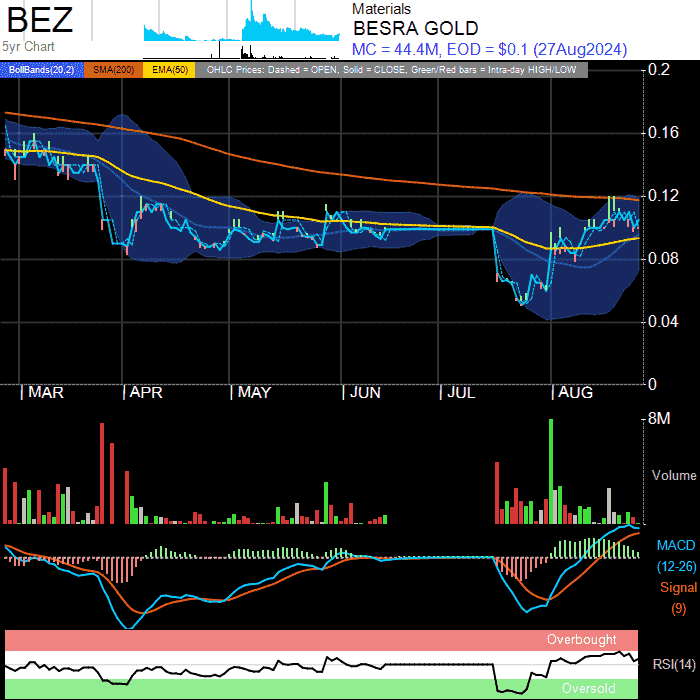 BEZ
5yr Chart
Materials
BESRA GOLD
MC = 44.4M, EOD = $0.1 (27Aug2024)
BollBands(20,2) SMA(200) EMA(50) OHLC Prices: Dashed = OPEN, Solid = CLOSE, Green/Red bars = Intra-day HIGH/LOW
0.2
0.16
0.12
0.08
0.04
0
| MAR | APR | MAY | JUN | JUL | AUG
8M
Volume
MACD
(12-26)
Signal
(9)
Overbought
RSI(14)
Oversold